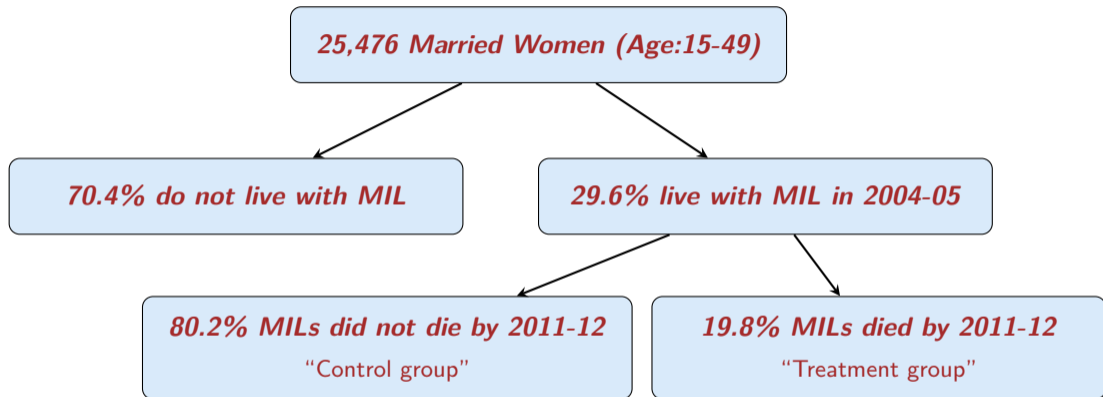 25,476 Married Women (Age:15-49)
70.4% do not live with MIL
29.6% live with MIL in 2004-05
80.2% MILs did not die by 2011-12
“Control group”
19.8% MILs died by 2011-12
“Treatment group”